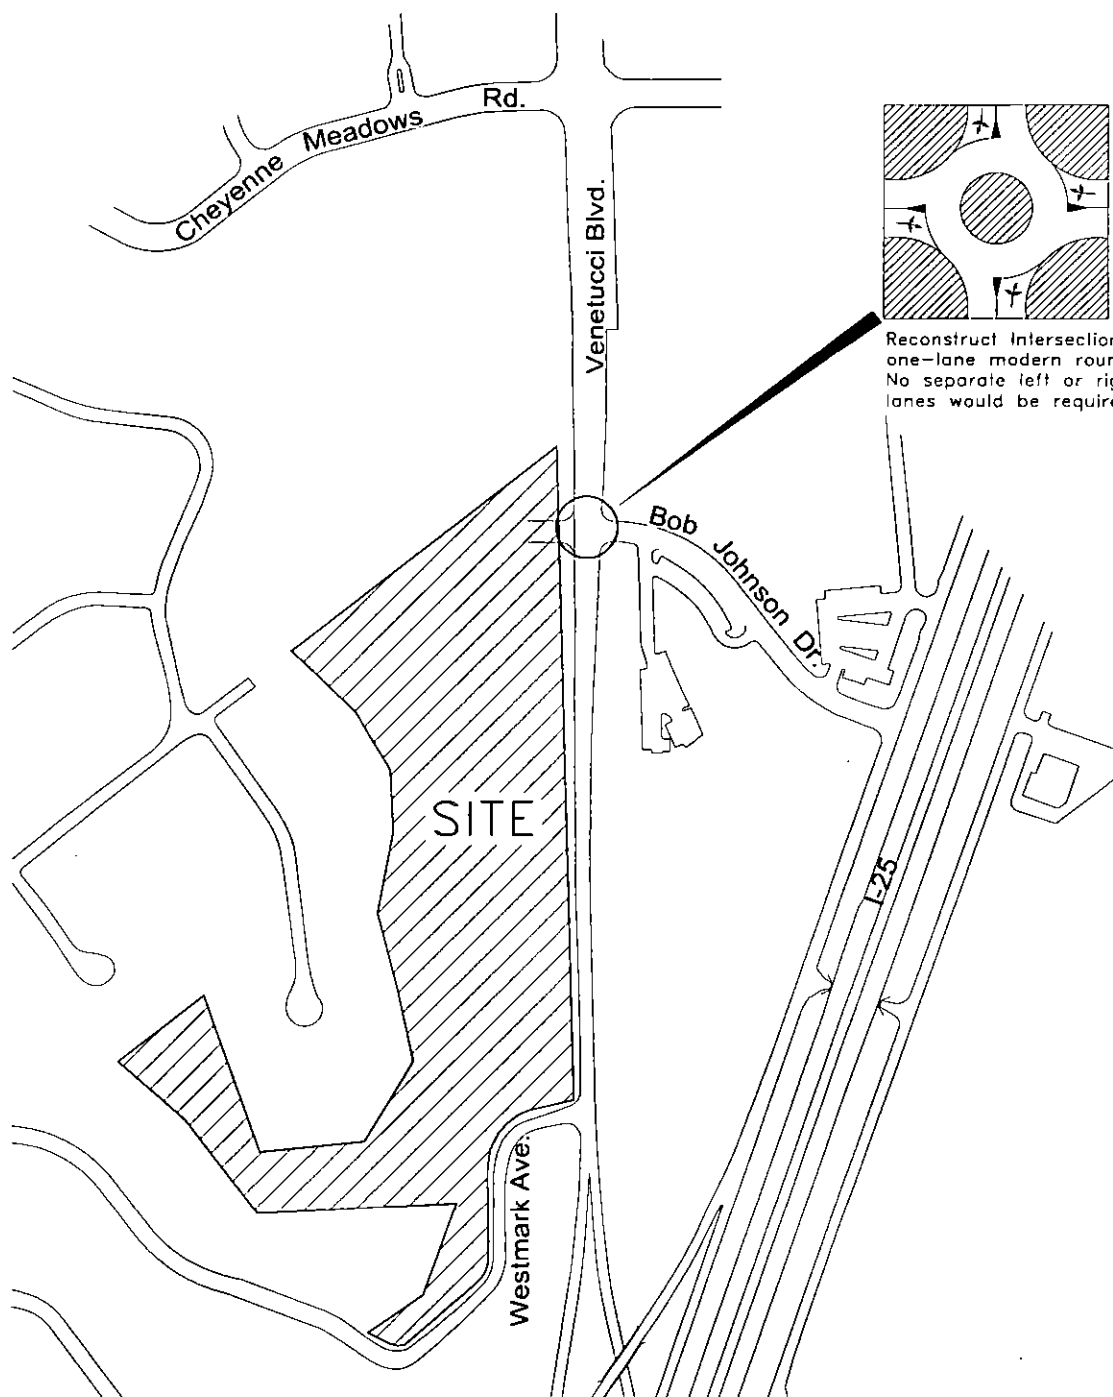 Cheyenne Meadows Rd.
Venetucci Blvd.
Reconstruct Intersection
one-lane modern roun
No separate left or rig
lanes would be require
Bob Johnson Dr.
SITE
I-25
Westmark Ave.